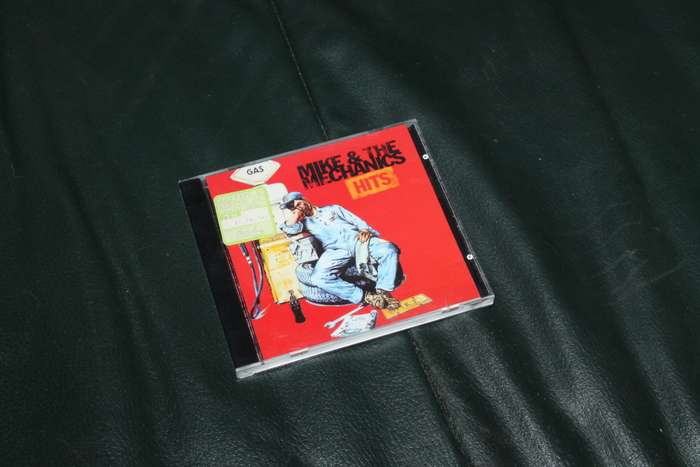 GAS
MIKE & THE
MECHANICS
HITS